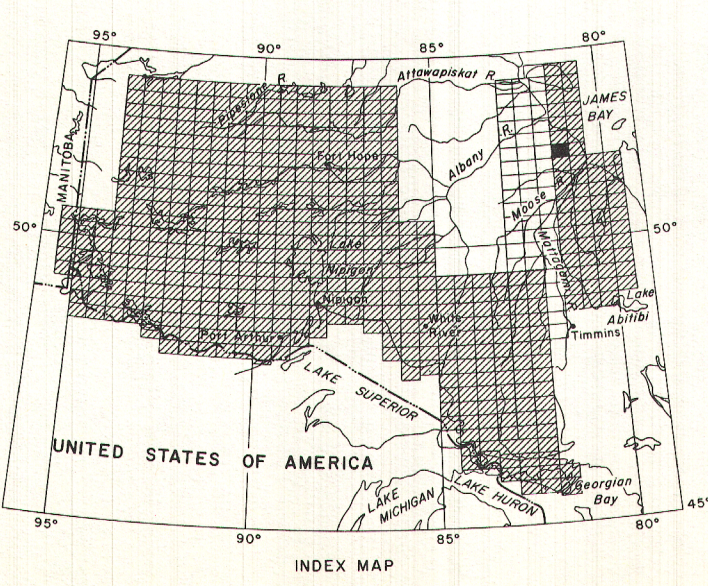 95°
90°
85°
80°
Attawapiskat R.
Pipestone R.
JAMES
BAY
R.
MANITOBA
Fort Hope
Albany
R.
Moose
50°
50°
Mattagami R.
Lake
Nipigon
Nipigon
Lake
Abitibi
White
River
Port Arthur
Timmins
LAKE SUPERIOR
UNITED STATES OF AMERICA
LAKE
MICHIGAN
LAKE HURON
Georgian
Bay
45°
95°
90°
85°
80°
INDEX MAP